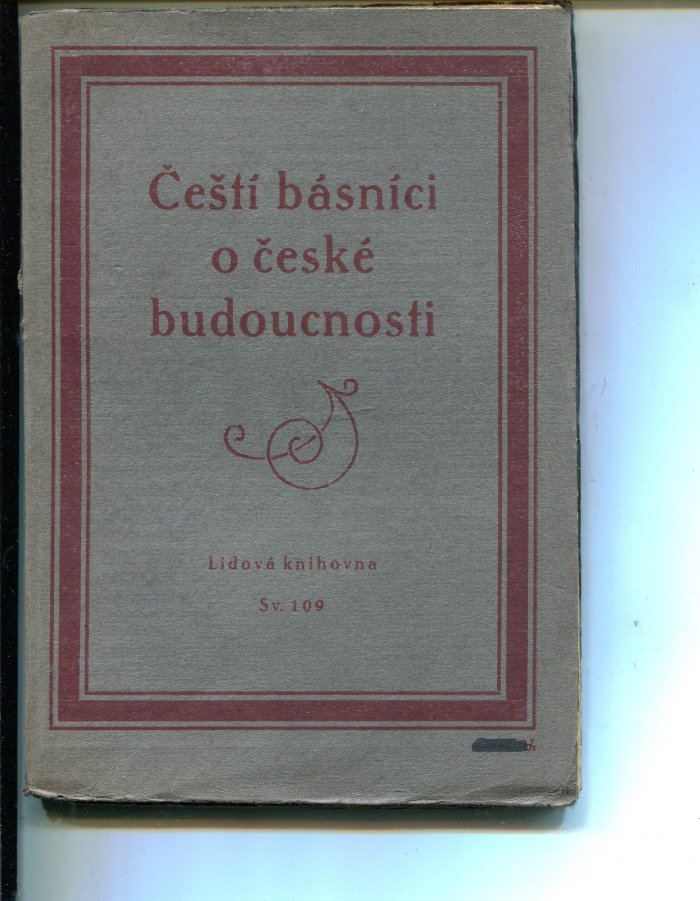 Čeští básníci
o české
budoucnosti
Lidová knihovna
Sv. 109